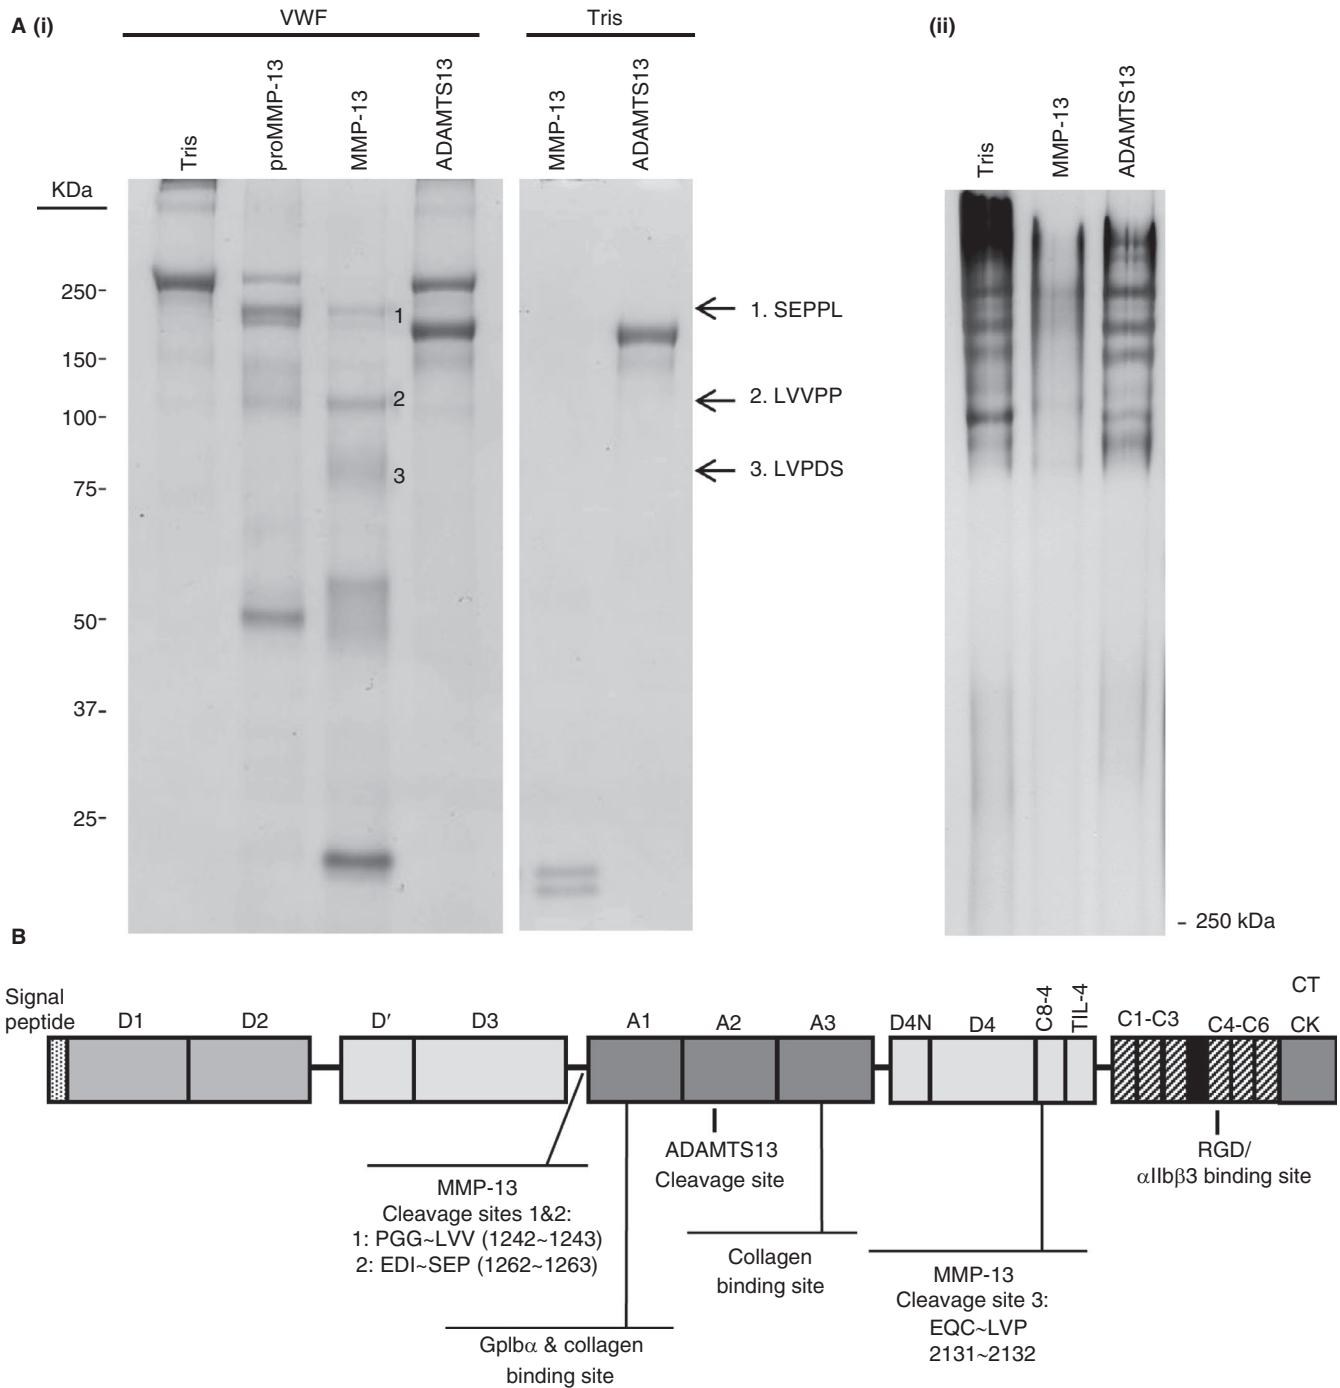 A (i)
VWF
Tris
(ii)
Tris
proMMP-13
MMP-13
ADAMTS13
MMP-13
ADAMTS13
Tris
MMP-13
ADAMTS13
KDa
250-
150-
100-
75-
50-
37-
25-
1
2
3
1. SEPPL
2. LVVPP
3. LVPDS
- 250 kDa
B
Signal
peptide
D1
D2
D′
D3
A1
A2
A3
D4N
D4
C8-4
TIL-4
C1-C3
C4-C6
CT
CK
MMP-13
Cleavage sites 1&2:
1: PGG~LVV (1242~1243)
2: EDI~SEP (1262~1263)
GpIbα & collagen
binding site
ADAMTS13
Cleavage site
Collagen
binding site
MMP-13
Cleavage site 3:
EQC~LVP
2131~2132
RGD/
αIIbβ3 binding site